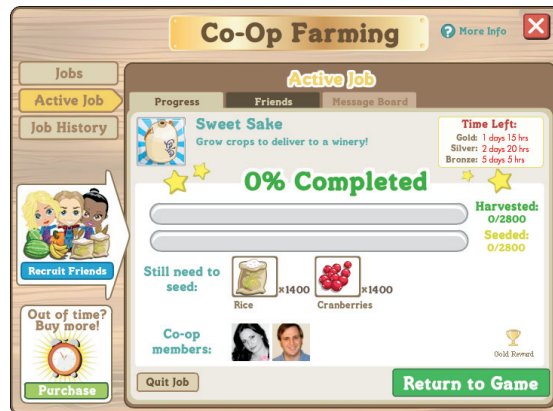 Co-Op Farming
? More Info
X
Jobs
Active Job
Job History
Active Job
Progress
Friends
Message Board
Sweet Sake
Grow crops to deliver to a winery!
Time Left:
Gold: 1 days 15 hrs
Silver: 2 days 20 hrs
Bronze: 5 days 5 hrs
0% Completed
Harvested:
0/2800
Seeded:
0/2800
Recruit Friends
Still need to
seed:
×1400
×1400
Rice
Cranberries
Out of time?
Buy more!
Purchase
Co-op
members:
Gold Reward
Quit Job
Return to Game